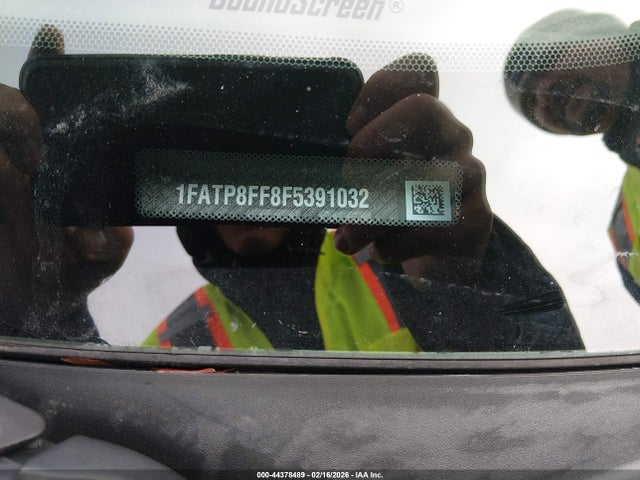 SoundScreen®
1FATP8FF8F5391032
000-44378489 - 02/16/2026 - IAA Inc.